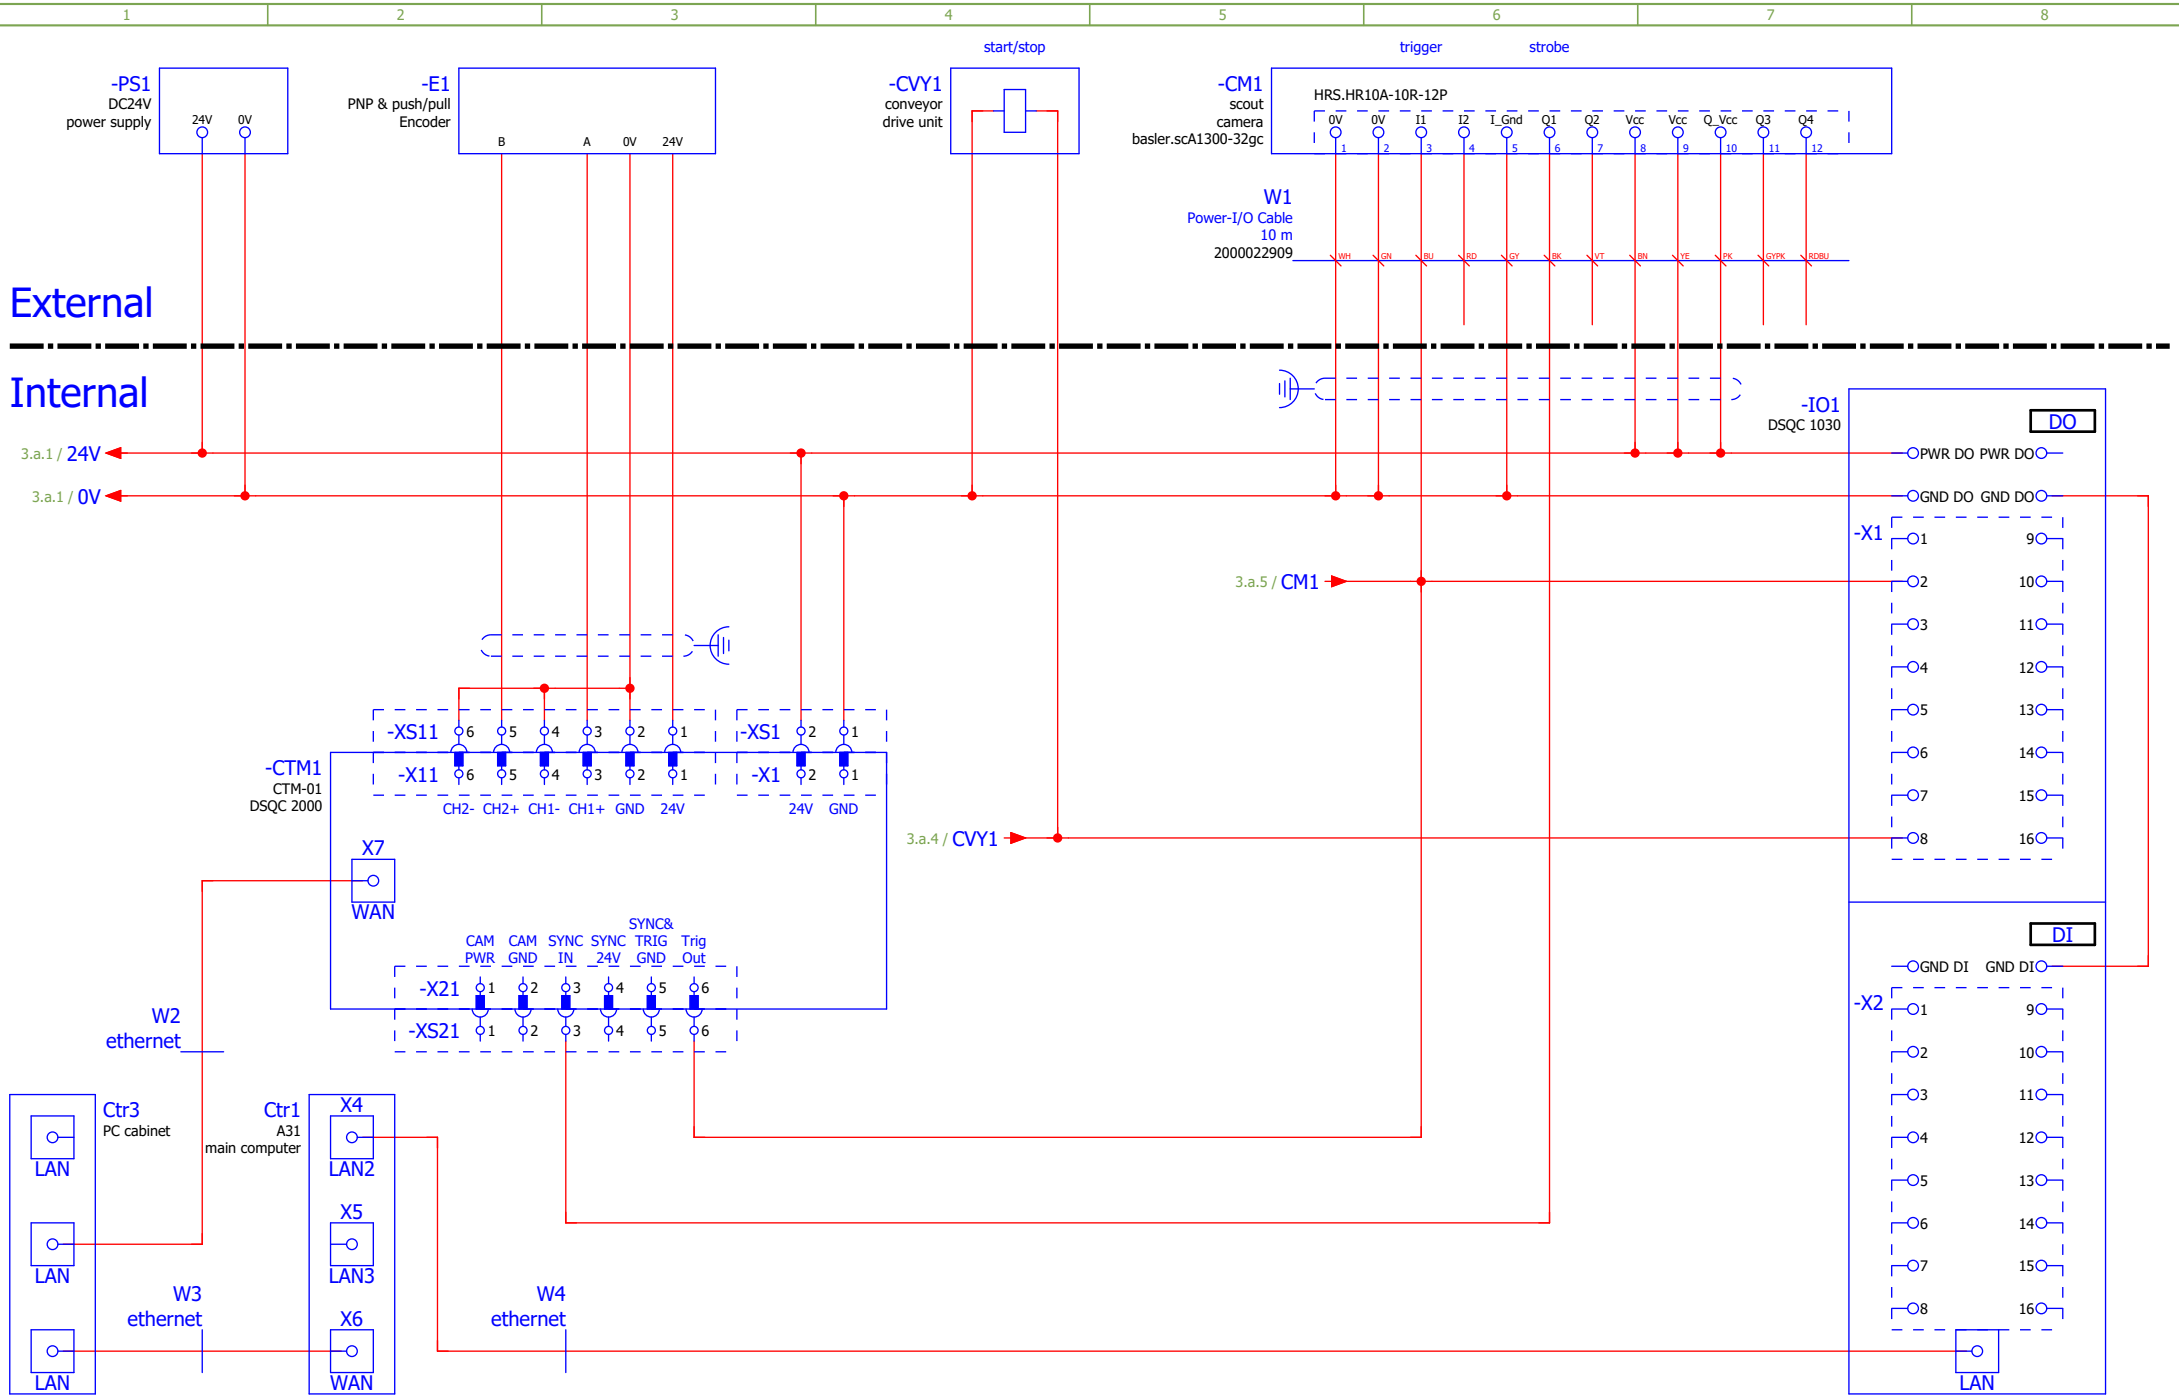 1 2 3 4 5 6 7 8
start/stop
trigger strobe
-PS1
DC24V
power supply
24V 0V
-E1
PNP & push/pull
Encoder
B A 0V 24V
-CVY1
conveyor
drive unit
-CM1
scout
camera
basler.scA1300-32gc
HRS.HR10A-10R-12P
0V 0V I1 I2 I_Gnd Q1 Q2 Vcc Vcc Q_Vcc Q3 Q4
1 2 3 4 5 6 7 8 9 10 11 12
W1
Power-I/O Cable
10 m
2000022909
WH GN BU RD GY BK VT BN YE PK GYPK RDBU
External
Internal
3.a.1 / 24V
3.a.1 / 0V
-IO1
DSQC 1030
DO
PWR DO PWR DO
GND DO GND DO
-X1
1 9
2 10
3 11
4 12
5 13
6 14
7 15
8 16
3.a.5 / CM1
3.a.4 / CVY1
-XS11 6 5 4 3 2 1
-XS1 2 1
-CTM1
CTM-01
DSQC 2000
-X11 6 5 4 3 2 1
-X1 2 1
CH2- CH2+ CH1- CH1+ GND 24V
24V GND
X7
WAN
CAM PWR
CAM GND
SYNC IN
SYNC 24V
SYNC& TRIG GND
Trig Out
-X21 1 2 3 4 5 6
-XS21 1 2 3 4 5 6
DI
GND DI GND DI
-X2
1 9
2 10
3 11
4 12
5 13
6 14
7 15
8 16
LAN
W2
ethernet
Ctr3
PC cabinet
LAN
LAN
LAN
Ctr1
A31
main computer
X4
LAN2
X5
LAN3
X6
WAN
W3
ethernet
W4
ethernet